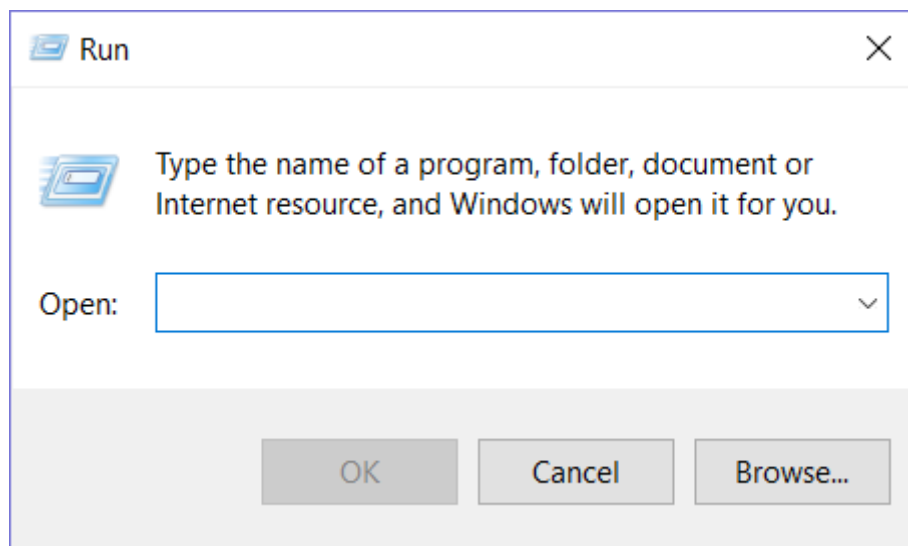 Run
Type the name of a program, folder, document or
Internet resource, and Windows will open it for you.
Open:
OK Cancel Browse...